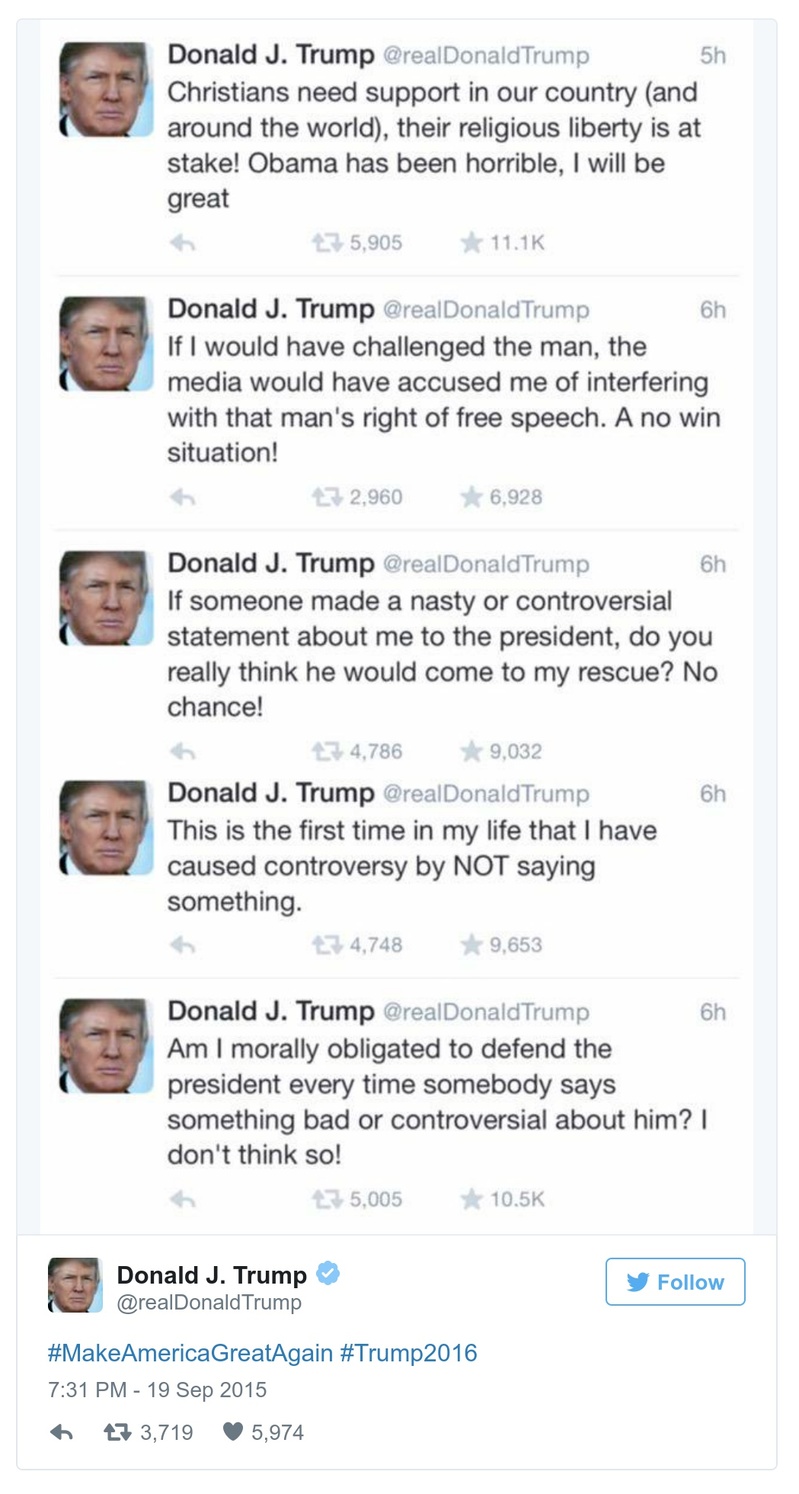 Donald J. Trump @realDonaldTrump 5h
Christians need support in our country (and
around the world), their religious liberty is at
stake! Obama has been horrible, I will be
great
5,905 11.1K
Donald J. Trump @realDonaldTrump 6h
If I would have challenged the man, the
media would have accused me of interfering
with that man's right of free speech. A no win
situation!
2,960 6,928
Donald J. Trump @realDonaldTrump 6h
If someone made a nasty or controversial
statement about me to the president, do you
really think he would come to my rescue? No
chance!
4,786 9,032
Donald J. Trump @realDonaldTrump 6h
This is the first time in my life that I have
caused controversy by NOT saying
something.
4,748 9,653
Donald J. Trump @realDonaldTrump 6h
Am I morally obligated to defend the
president every time somebody says
something bad or controversial about him? I
don't think so!
5,005 10.5K
Donald J. Trump
@realDonaldTrump
Follow
#MakeAmericaGreatAgain #Trump2016
7:31 PM - 19 Sep 2015
3,719 5,974